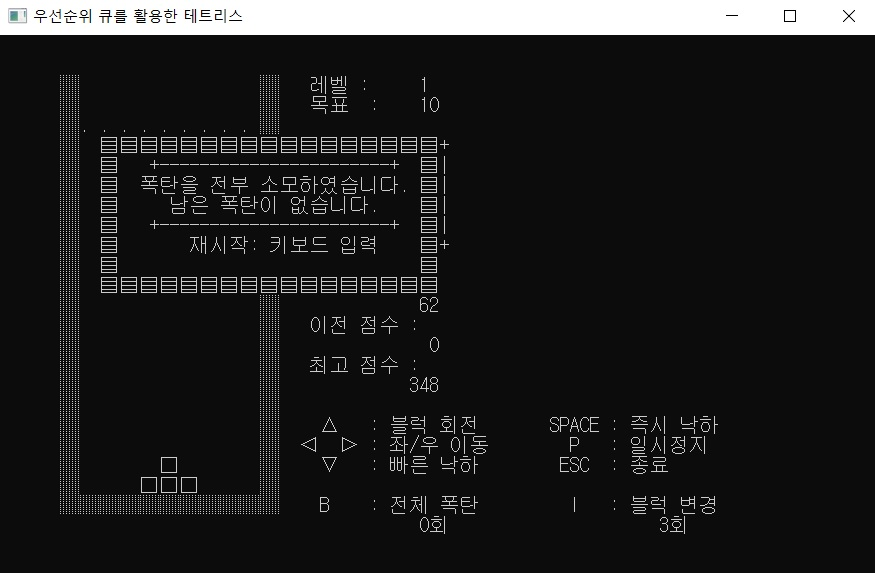 우선순위 큐를 활용한 테트리스
레벨 : 1
목표 : 10
폭탄을 전부 소모하였습니다.
남은 폭탄이 없습니다.
재시작: 키보드 입력
62
이전 점수 :
0
최고 점수 :
348
△ : 블럭 회전 SPACE : 즉시 낙하
◁ ▷ : 좌/우 이동 P : 일시정지
▽ : 빠른 낙하 ESC : 종료
B : 전체 폭탄 I : 블럭 변경
0회 3회